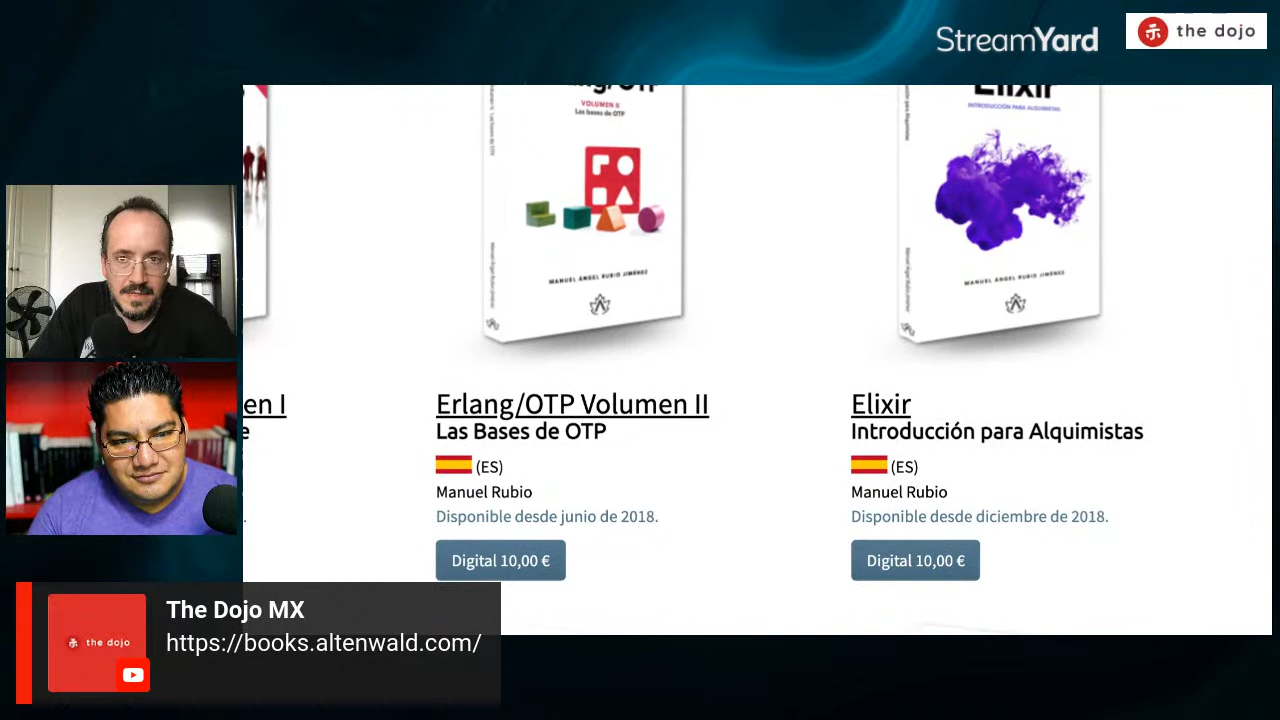 StreamYard
the dojo
VOLUMEN II
Las bases de OTP
MANUEL ÁNGEL RUBIO JIMÉNEZ
Elixir
INTRODUCCIÓN PARA ALQUIMISTAS
MANUEL ÁNGEL RUBIO JIMÉNEZ
en I
e
Erlang/OTP Volumen II
Las Bases de OTP
(ES)
Manuel Rubio
Disponible desde junio de 2018.
Digital 10,00 €
Elixir
Introducción para Alquimistas
(ES)
Manuel Rubio
Disponible desde diciembre de 2018.
Digital 10,00 €
the dojo
The Dojo MX
https://books.altenwald.com/